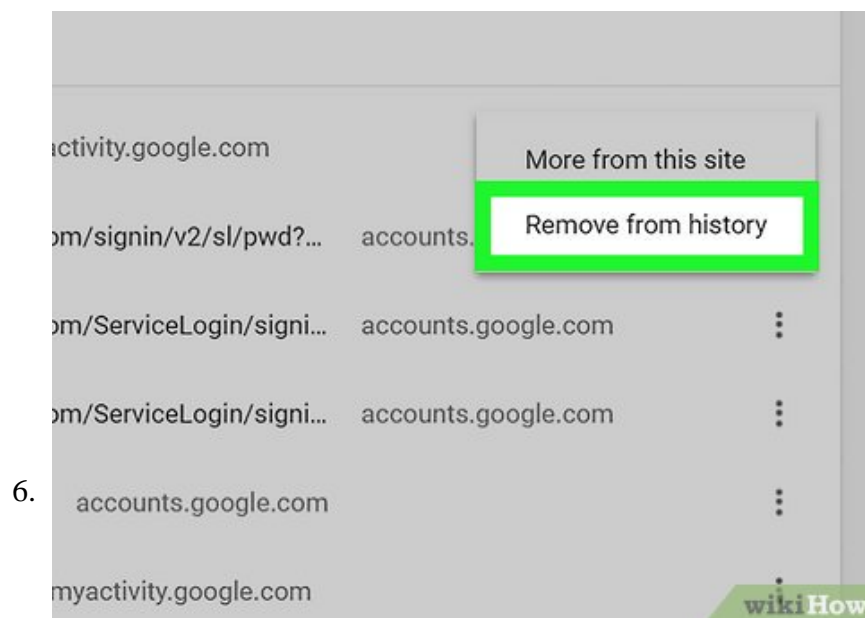 activity.google.com
More from this site
Remove from history
om/signin/v2/sl/pwd?... accounts.
om/ServiceLogin/signi... accounts.google.com
om/ServiceLogin/signi... accounts.google.com
6. accounts.google.com
myactivity.google.com
wikiHow